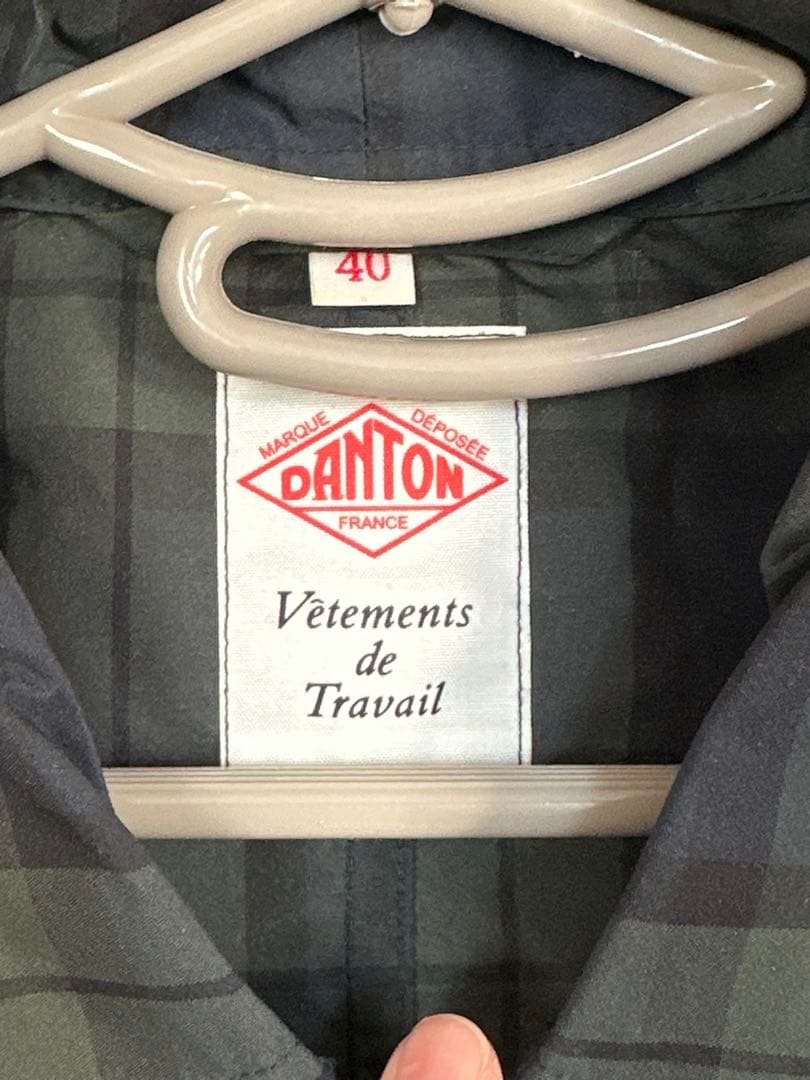 40
MARQUE DÉPOSÉE
DANTON
FRANCE
Vêtements
de
Travail